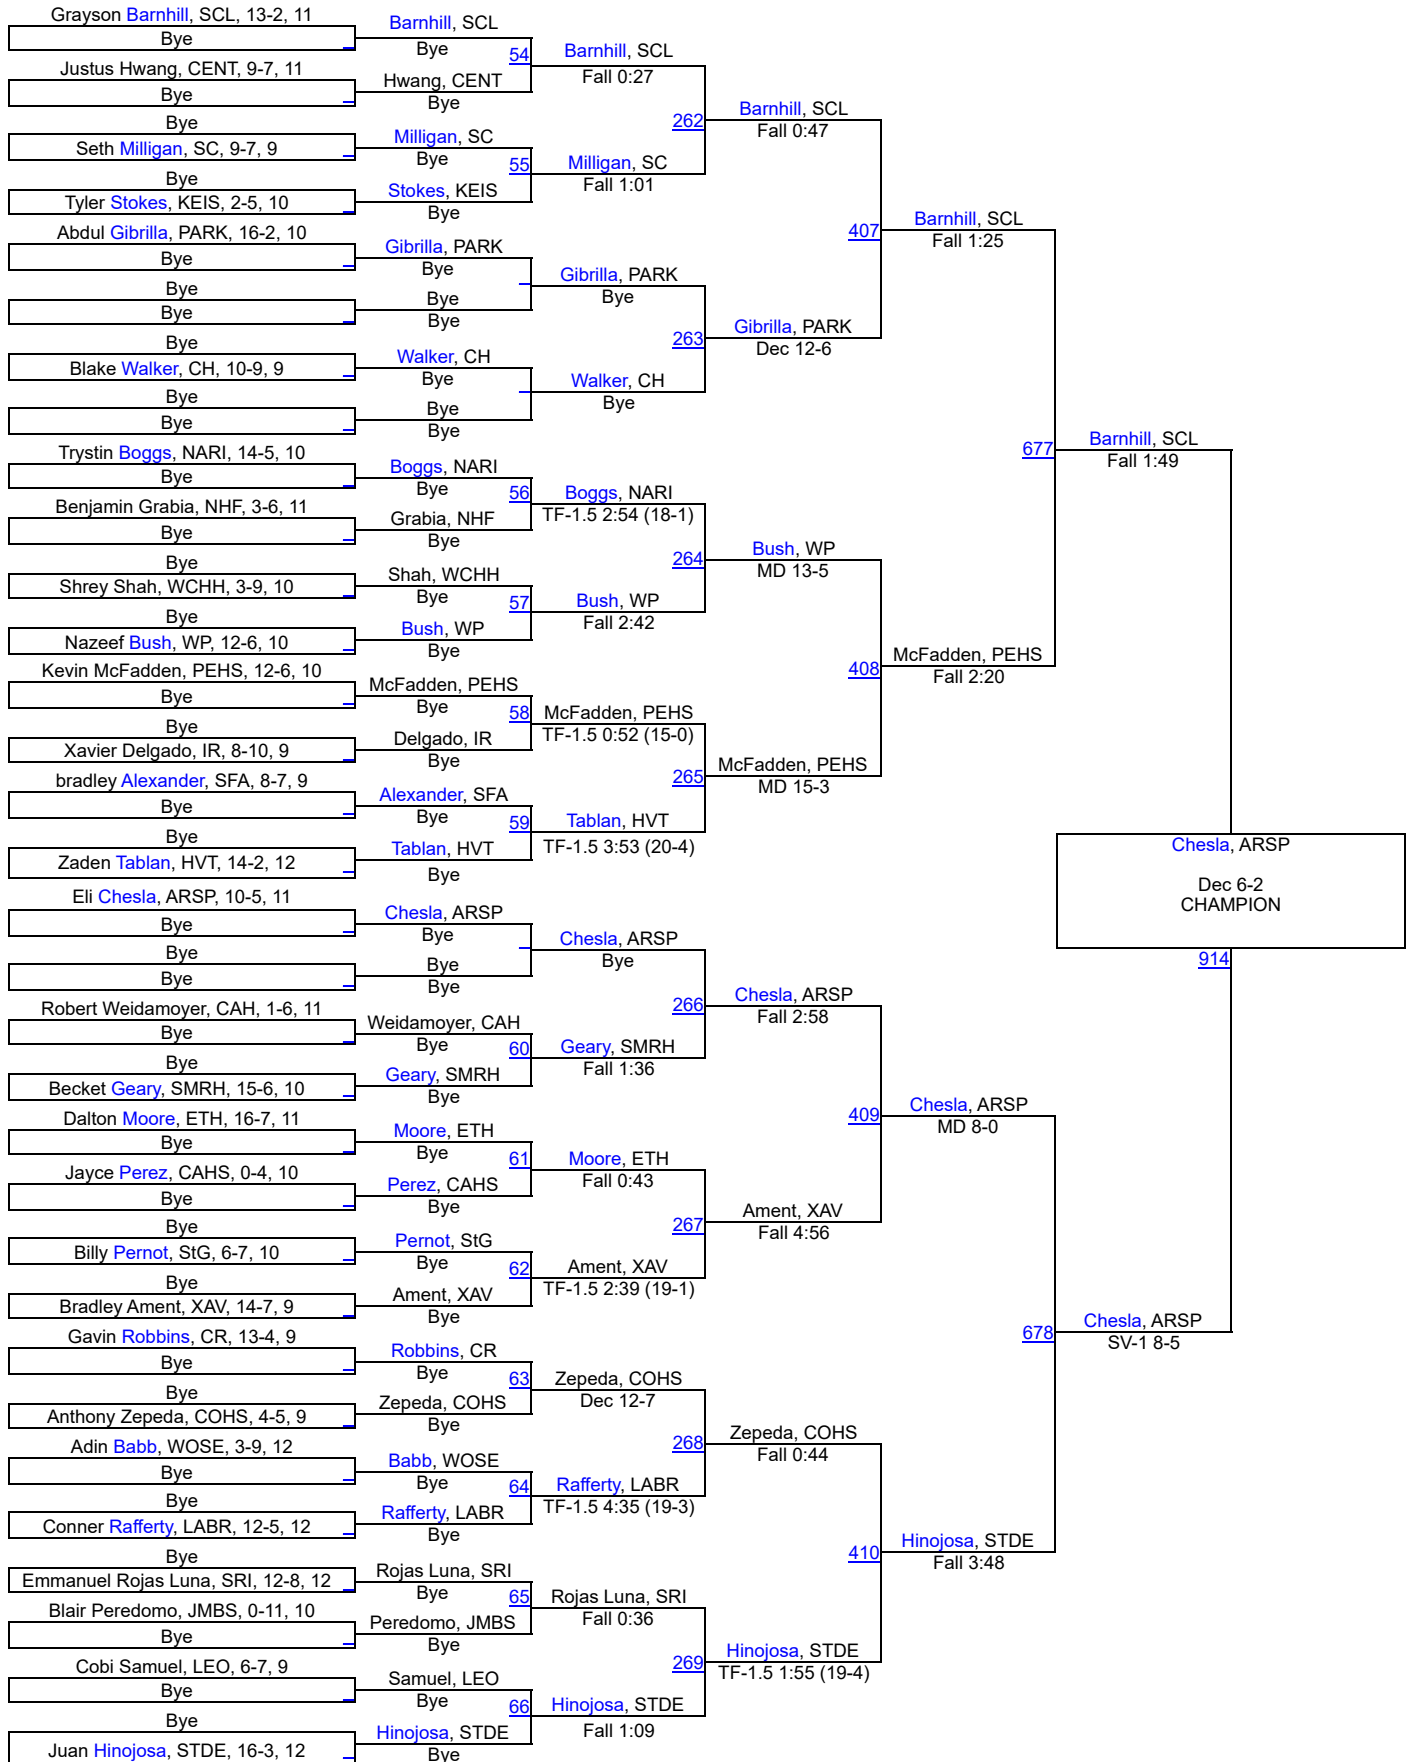 Grayson Barnhill, SCL, 13-2, 11
Bye
Justus Hwang, CENT, 9-7, 11
Bye
Bye
Seth Milligan, SC, 9-7, 9
Bye
Tyler Stokes, KEIS, 2-5, 10
Abdul Gibrilla, PARK, 16-2, 10
Bye
Bye
Bye
Bye
Blake Walker, CH, 10-9, 9
Bye
Bye
Trystin Boggs, NARI, 14-5, 10
Bye
Benjamin Grabia, NHF, 3-6, 11
Bye
Bye
Shrey Shah, WCHH, 3-9, 10
Bye
Nazeef Bush, WP, 12-6, 10
Kevin McFadden, PEHS, 12-6, 10
Bye
Bye
Xavier Delgado, IR, 8-10, 9
bradley Alexander, SFA, 8-7, 9
Bye
Bye
Zaden Tablan, HVT, 14-2, 12
Eli Chesla, ARSP, 10-5, 11
Bye
Bye
Bye
Robert Weidamoyer, CAH, 1-6, 11
Bye
Bye
Becket Geary, SMRH, 15-6, 10
Dalton Moore, ETH, 16-7, 11
Bye
Jayce Perez, CAHS, 0-4, 10
Bye
Bye
Billy Pernot, StG, 6-7, 10
Bye
Bradley Ament, XAV, 14-7, 9
Gavin Robbins, CR, 13-4, 9
Bye
Bye
Anthony Zepeda, COHS, 4-5, 9
Adin Babb, WOSE, 3-9, 12
Bye
Bye
Conner Rafferty, LABR, 12-5, 12
Bye
Emmanuel Rojas Luna, SRI, 12-8, 12
Blair Peredomo, JMBS, 0-11, 10
Bye
Cobi Samuel, LEO, 6-7, 9
Bye
Bye
Juan Hinojosa, STDE, 16-3, 12
Barnhill, SCL
Bye
54
Hwang, CENT
Bye
Milligan, SC
Bye
55
Stokes, KEIS
Bye
Gibrilla, PARK
Bye
Bye
Bye
Walker, CH
Bye
Bye
Bye
Boggs, NARI
Bye
56
Grabia, NHF
Bye
Shah, WCHH
Bye
57
Bush, WP
Bye
McFadden, PEHS
Bye
58
Delgado, IR
Bye
Alexander, SFA
Bye
59
Tablan, HVT
Bye
Chesla, ARSP
Bye
Bye
Bye
Weidamoyer, CAH
Bye
60
Geary, SMRH
Bye
Moore, ETH
Bye
61
Perez, CAHS
Bye
Pernot, StG
Bye
62
Ament, XAV
Bye
Robbins, CR
Bye
63
Zepeda, COHS
Bye
Babb, WOSE
Bye
64
Rafferty, LABR
Bye
Rojas Luna, SRI
Bye
65
Peredomo, JMBS
Bye
Samuel, LEO
Bye
66
Hinojosa, STDE
Bye
Barnhill, SCL
Fall 0:27
262
Milligan, SC
Fall 1:01
Gibrilla, PARK
Bye
263
Walker, CH
Bye
Boggs, NARI
TF-1.5 2:54 (18-1)
264
Bush, WP
Fall 2:42
McFadden, PEHS
TF-1.5 0:52 (15-0)
265
Tablan, HVT
TF-1.5 3:53 (20-4)
Chesla, ARSP
Bye
266
Geary, SMRH
Fall 1:36
Moore, ETH
Fall 0:43
267
Ament, XAV
TF-1.5 2:39 (19-1)
Zepeda, COHS
Dec 12-7
268
Rafferty, LABR
TF-1.5 4:35 (19-3)
Rojas Luna, SRI
Fall 0:36
269
Hinojosa, STDE
Fall 1:09
Barnhill, SCL
Fall 0:47
407
Gibrilla, PARK
Dec 12-6
Bush, WP
MD 13-5
408
McFadden, PEHS
MD 15-3
Chesla, ARSP
Fall 2:58
409
Ament, XAV
Fall 4:56
Zepeda, COHS
Fall 0:44
410
Hinojosa, STDE
TF-1.5 1:55 (19-4)
Barnhill, SCL
Fall 1:25
677
McFadden, PEHS
Fall 2:20
Chesla, ARSP
MD 8-0
678
Hinojosa, STDE
Fall 3:48
Barnhill, SCL
Fall 1:49
Chesla, ARSP
SV-1 8-5
Chesla, ARSP
Dec 6-2
CHAMPION
914